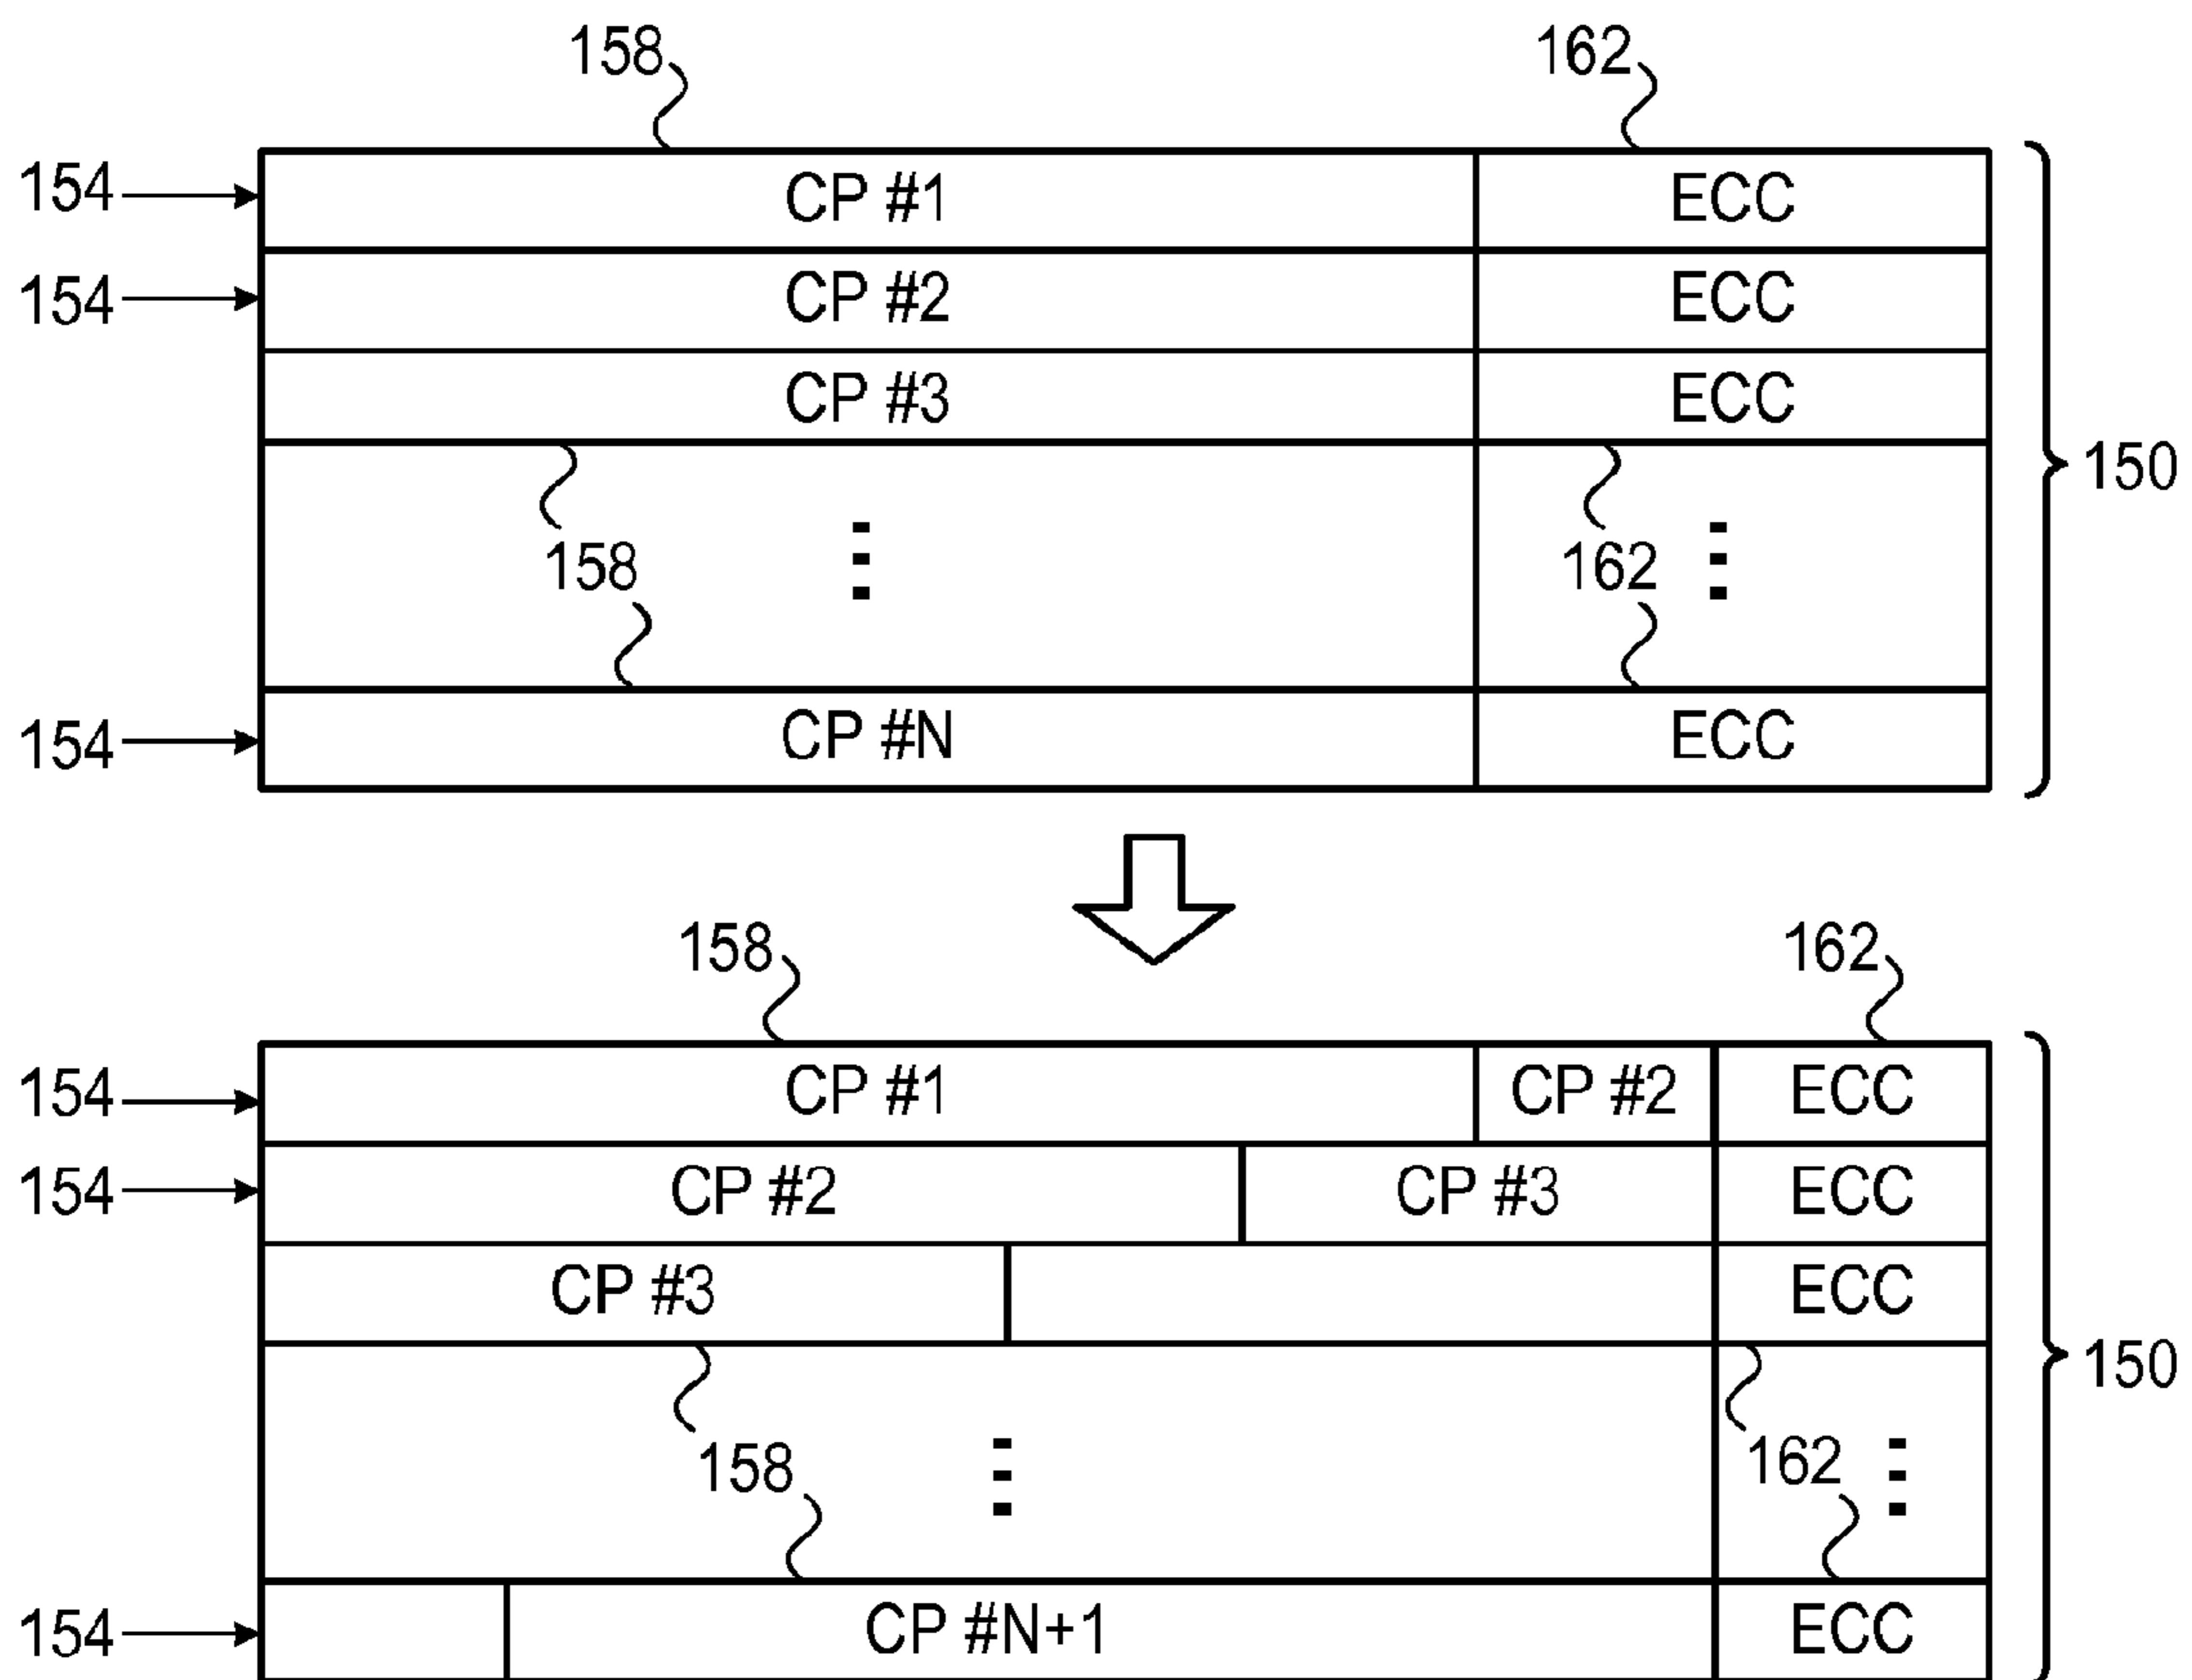 158 162
154 CP #1 ECC
154 CP #2 ECC
CP #3 ECC
150
158 162
154 CP #N ECC
158 162
154 CP #1 CP #2 ECC
154 CP #2 CP #3 ECC
CP #3 ECC
150
158 162
154 CP #N+1 ECC